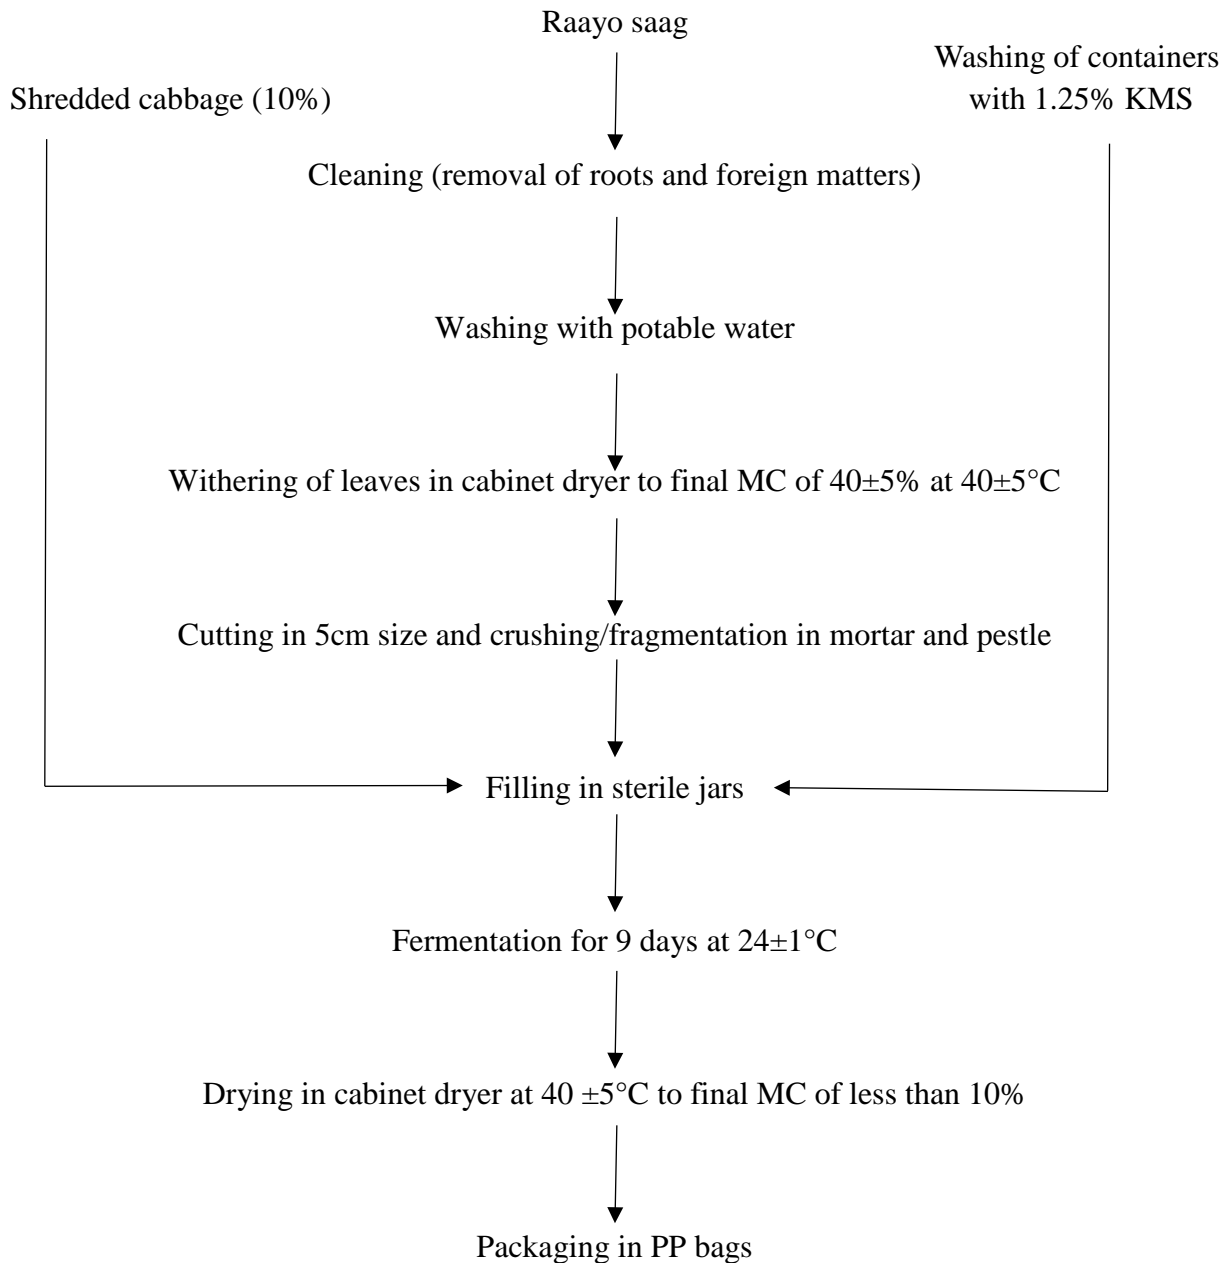 Raayo saag
Washing of containers
with 1.25% KMS
Shredded cabbage (10%)
Cleaning (removal of roots and foreign matters)
Washing with potable water
Withering of leaves in cabinet dryer to final MC of 40±5% at 40±5°C
Cutting in 5cm size and crushing/fragmentation in mortar and pestle
Filling in sterile jars
Fermentation for 9 days at 24±1°C
Drying in cabinet dryer at 40 ±5°C to final MC of less than 10%
Packaging in PP bags